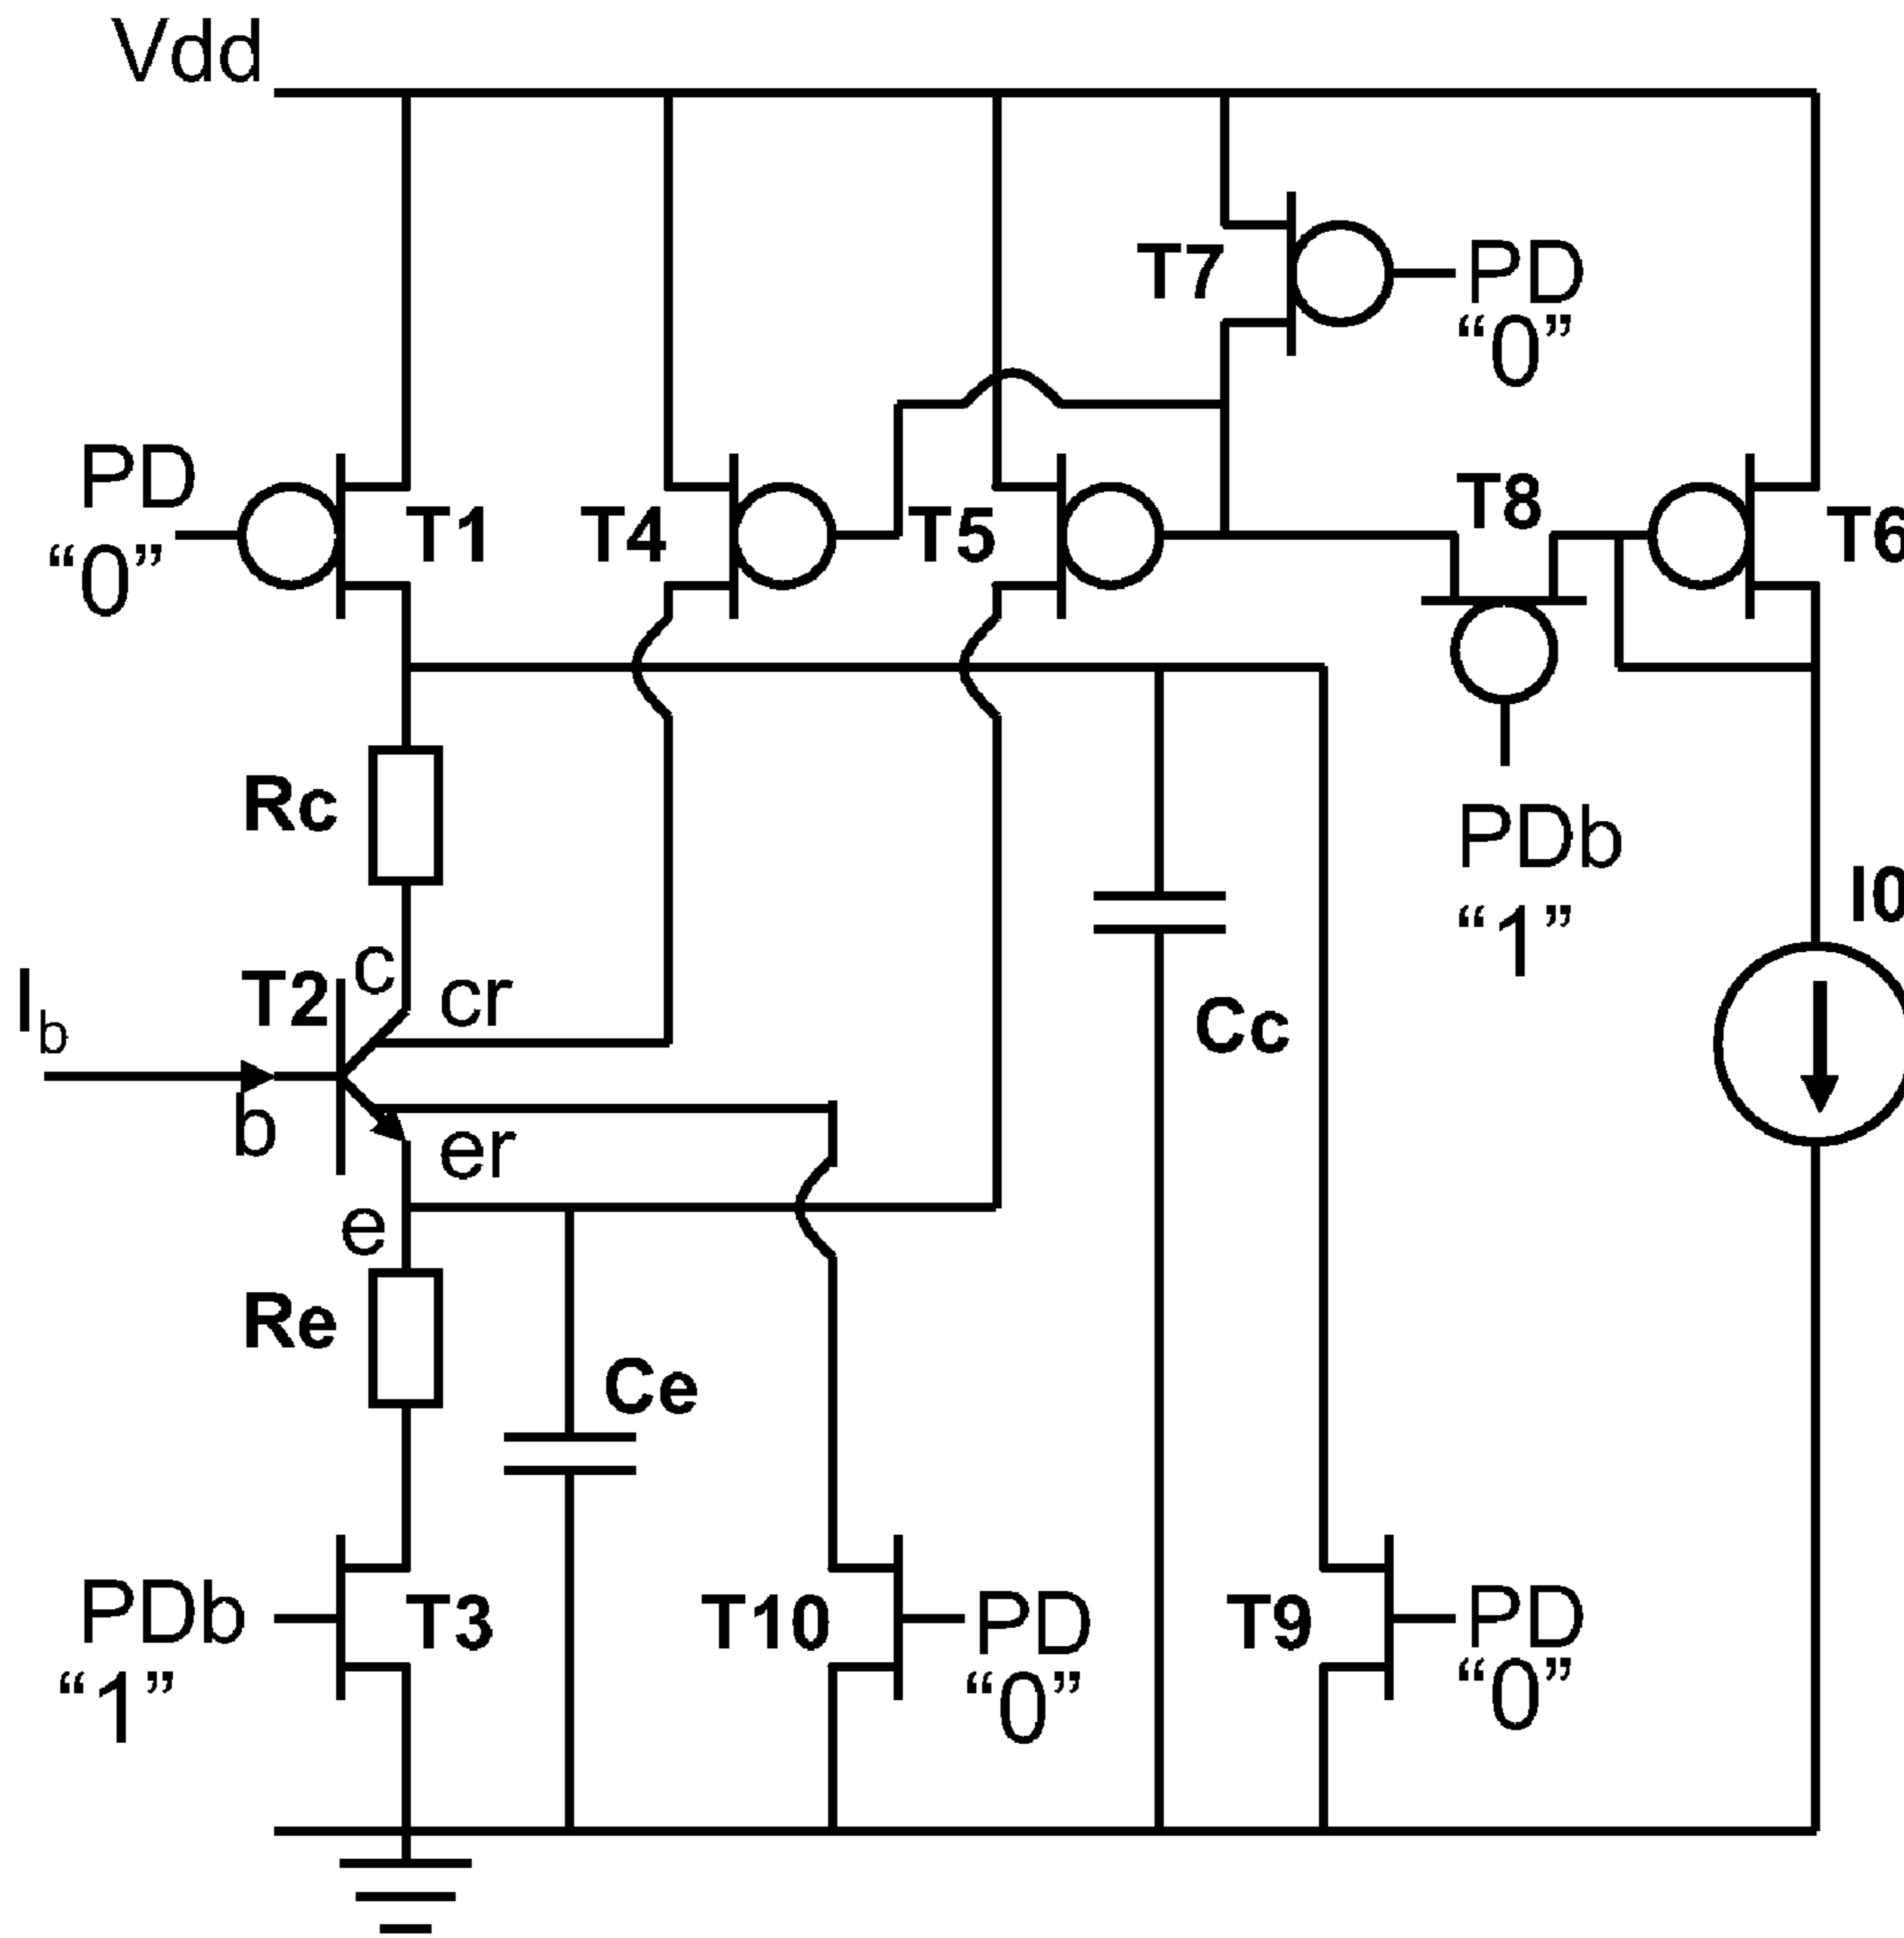 Vdd
T7
PD
“0”
PD
“0”
T1
T4
T5
T8
T6
Rc
PDb
“1”
I0
c
cr
T2
Ib
b
Cc
er
e
Re
Ce
PDb
“1”
T3
T10
PD
“0”
T9
PD
“0”